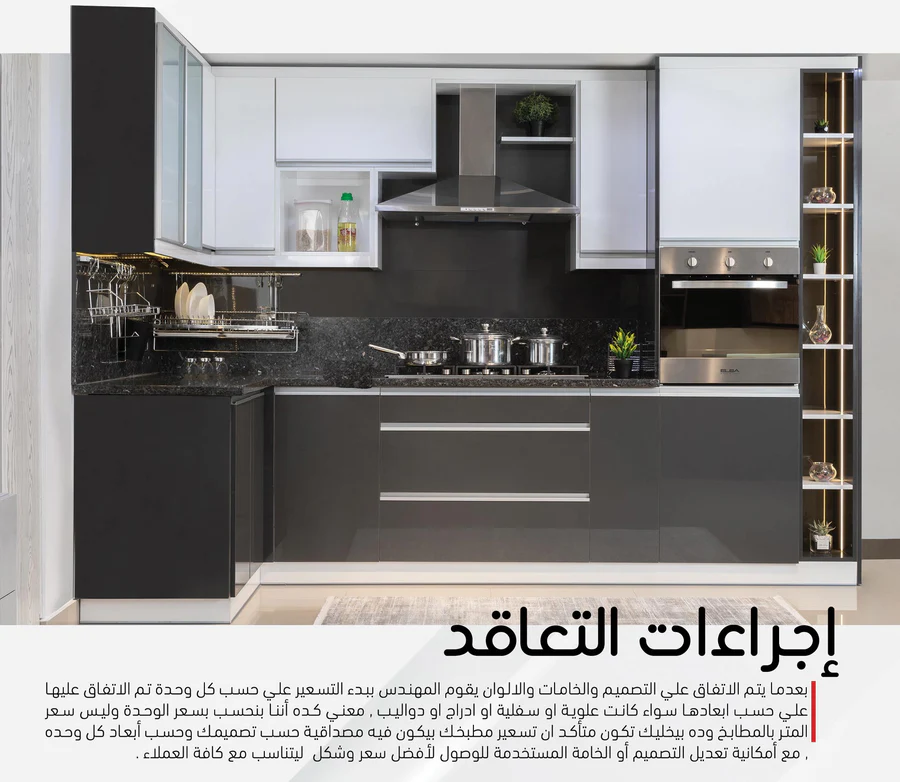 ELBA
إجراءات التعاقد
بعدما يتم الاتفاق علي التصميم والخامات والالوان يقوم المهندس ببدء التسعير علي حسب كل وحدة تم الاتفاق عليها
علي حسب ابعادها سواء كانت علوية او سفلية او ادراج او دواليب , معني كده أننا بنحسب بسعر الوحدة وليس سعر
المتر بالمطابخ وده بيخليك تكون متأكد ان تسعير مطبخك بيكون فيه مصداقية حسب تصميمك وحسب أبعاد كل وحده
, مع أمكانية تعديل التصميم أو الخامة المستخدمة للوصول لأفضل سعر وشكل ليتناسب مع كافة العملاء .